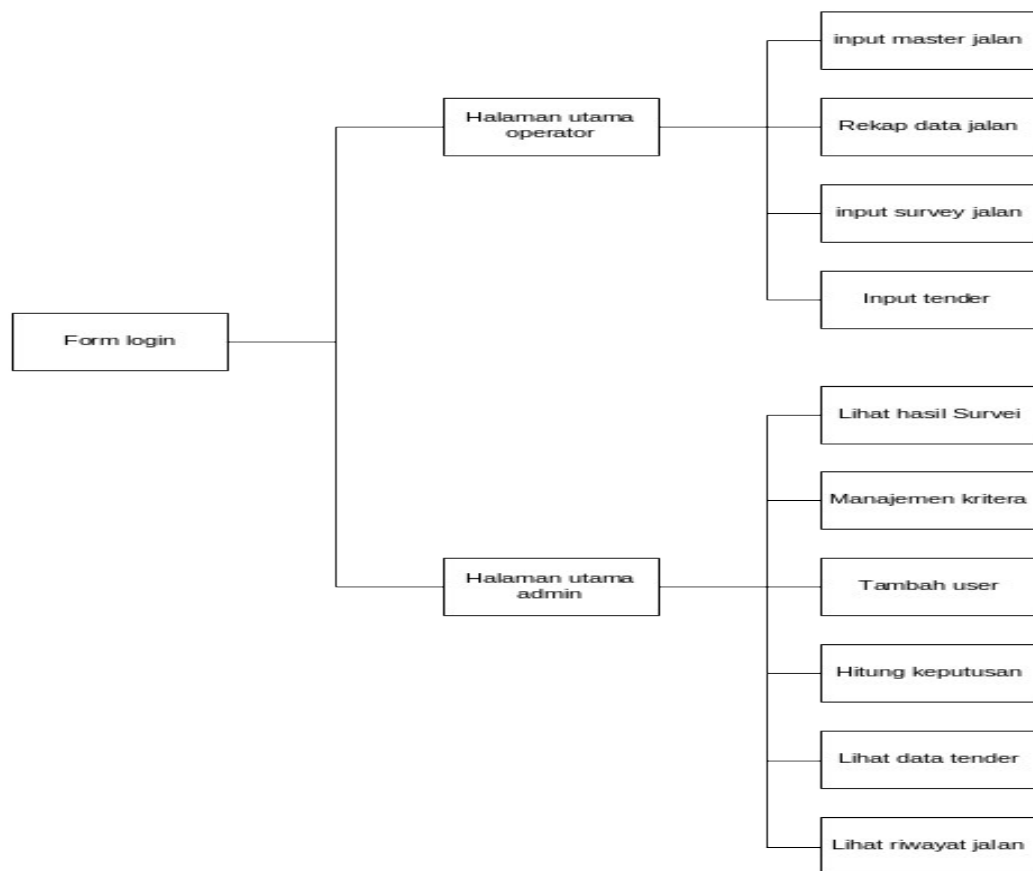 Form login
Halaman utama
operator
input master jalan
Rekap data jalan
input survey jalan
Input tender
Halaman utama
admin
Lihat hasil Survei
Manajemen kritera
Tambah user
Hitung keputusan
Lihat data tender
Lihat riwayat jalan